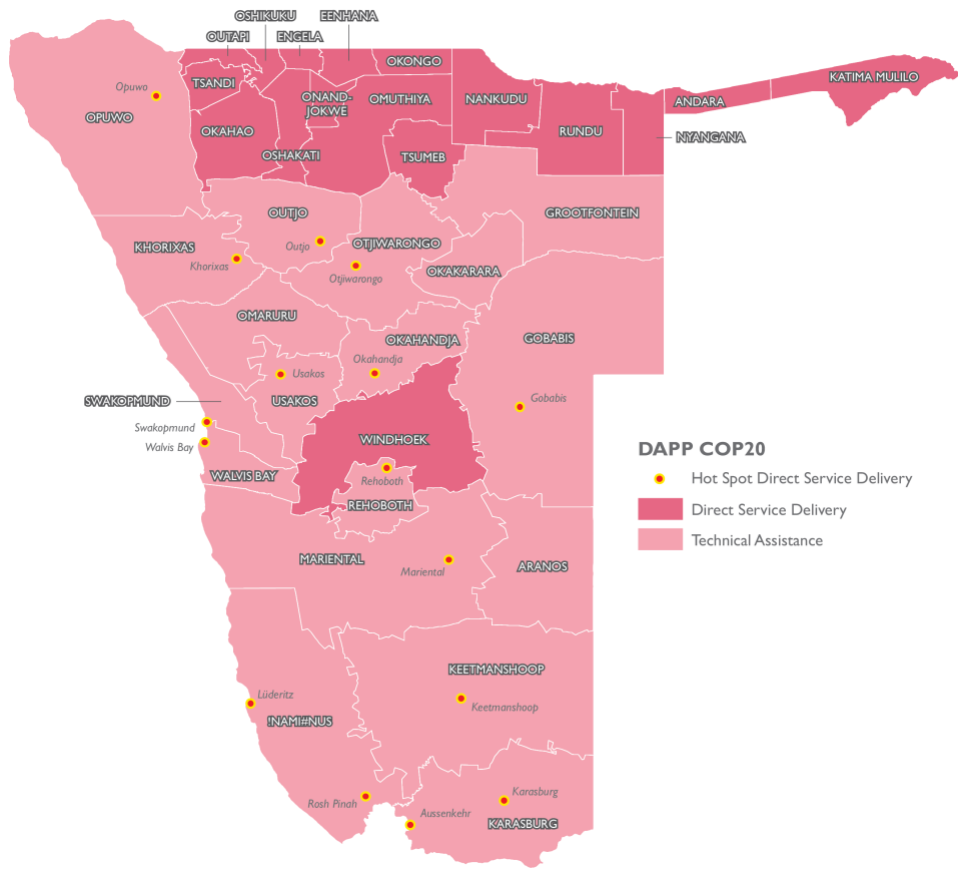 OSHIKUKU
EENHANA
OUTAPI
ENGELA
OKONGO
TSANDI
KATIMA MULILO
Opuwo
ONAND-
JOKWE
OMUTHIYA
NANKUDU
ANDARA
OPUWO
OKAHAO
RUNDU
NYANGANA
OSHAKATI
TSUMEB
OUTJO
GROOTFONTEIN
KHORIXAS
Outjo
OTJIWARONGO
Khorixas
OKAKARARA
Otjiwarongo
OMARURU
OKAHANDJA
GOBABIS
Okahandja
Usakos
SWAKOPMUND
USAKOS
Gobabis
Swakopmund
WINDHOEK
Walvis Bay
DAPP COP20
WALVIS BAY
Rehoboth
Hot Spot Direct Service Delivery
REHOBOTH
Direct Service Delivery
Technical Assistance
MARIENTAL
Mariental
ARANOS
KEETMANSHOOP
Lüderitz
Keetmanshoop
!NAMI#NUS
Karasburg
Rosh Pinah
Aussenkehr
KARASBURG